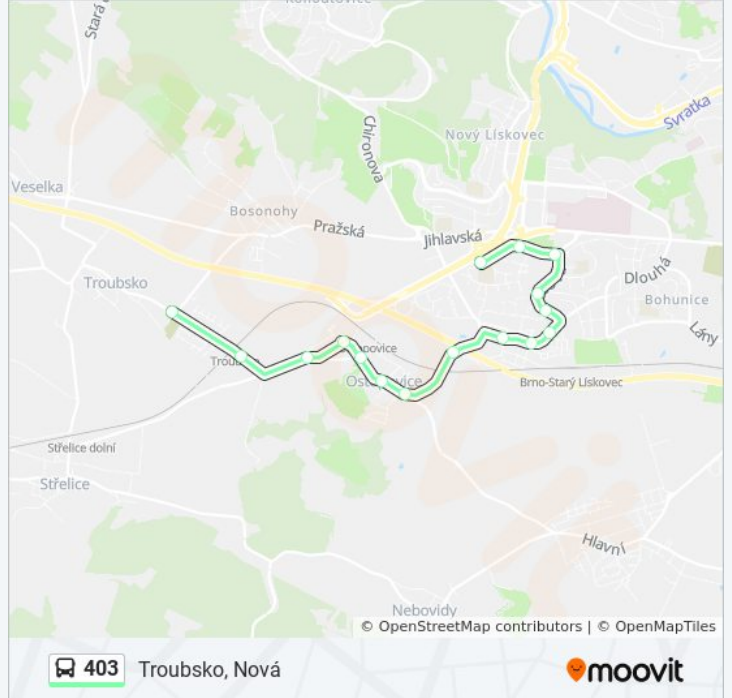 Kohoutovice
Stará
Svratka
Nový Lískovec
Chironova
Veselka
Bosonohy
Pražská
Jihlavská
Troubsko
Dlouhá
Bohunice
Lány
Brno-Starý Lískovec
Střelice dolní
Střelice
Hlavní
Nebovidy
© OpenStreetMap contributors | © OpenMapTiles
403 Troubsko, Nová
moovit